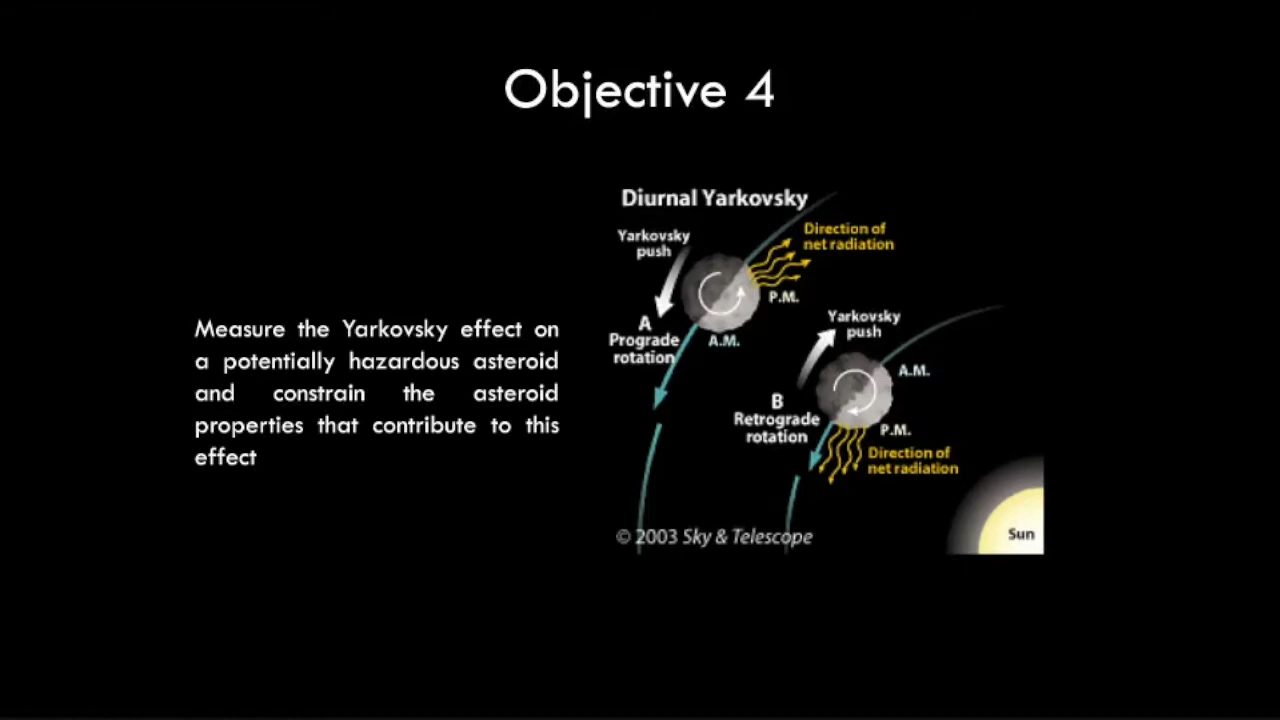 Objective 4
Measure the Yarkovsky effect on
a potentially hazardous asteroid
and constrain the asteroid
properties that contribute to this
effect
Diurnal Yarkovsky
Yarkovsky
push
Direction of
net radiation
P.M.
A
Prograde
rotation
A.M.
Yarkovsky
push
A.M.
B
Retrograde
rotation
P.M.
Direction of
net radiation
Sun
© 2003 Sky & Telescope